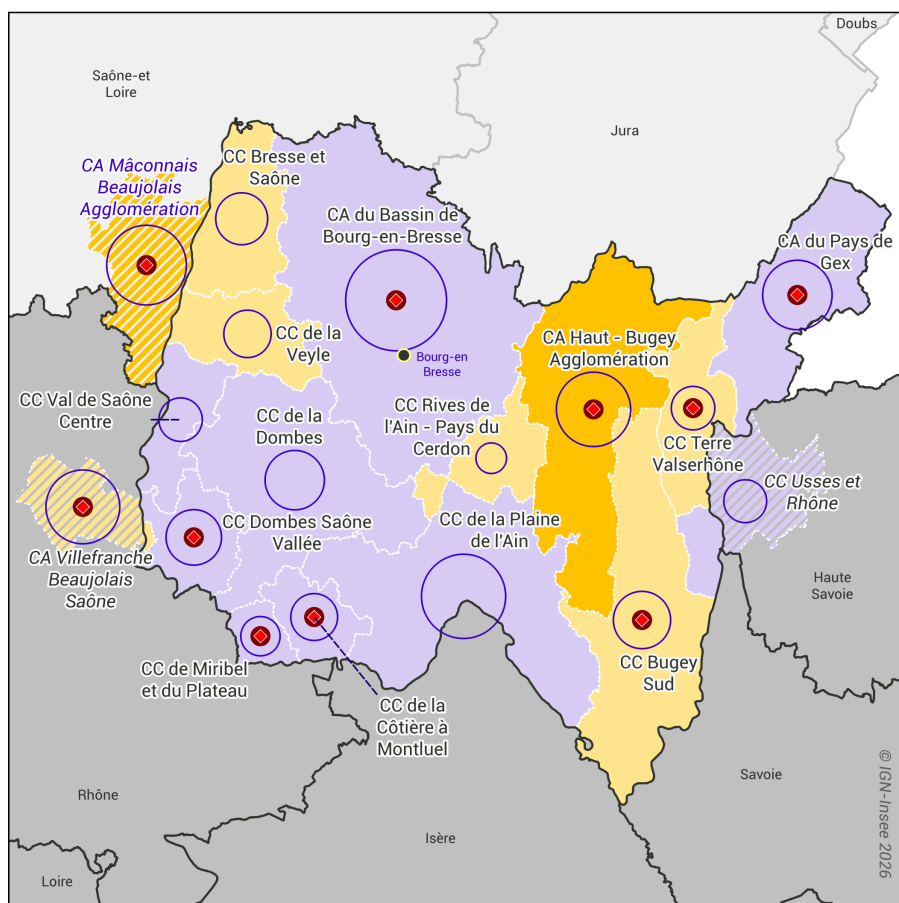 Doubs
Saône-et
Loire
Jura
CC Bresse et
Saône
CA Mâconnais
Beaujolais
Agglomération
CA du Bassin de
Bourg-en-Bresse
CA du Pays de
Gex
CC de la
Veyle
CA Haut - Bugey
Agglomération
Bourg-en
Bresse
CC Val de Saône
Centre
CC de la
Dombes
CC Rives de
l'Ain - Pays du
Cerdon
CC Terre
Valserhône
CC Usses et
Rhône
CC Dombes Saône
Vallée
CC de la Plaine
de l'Ain
CA Villefranche
Beaujolais
Saône
Haute
Savoie
CC de Miribel
et du Plateau
CC Bugey
Sud
CC de la
Côtière à
Montluel
Savoie
Rhône
Isère
Loire
© IGN-Insee 2026